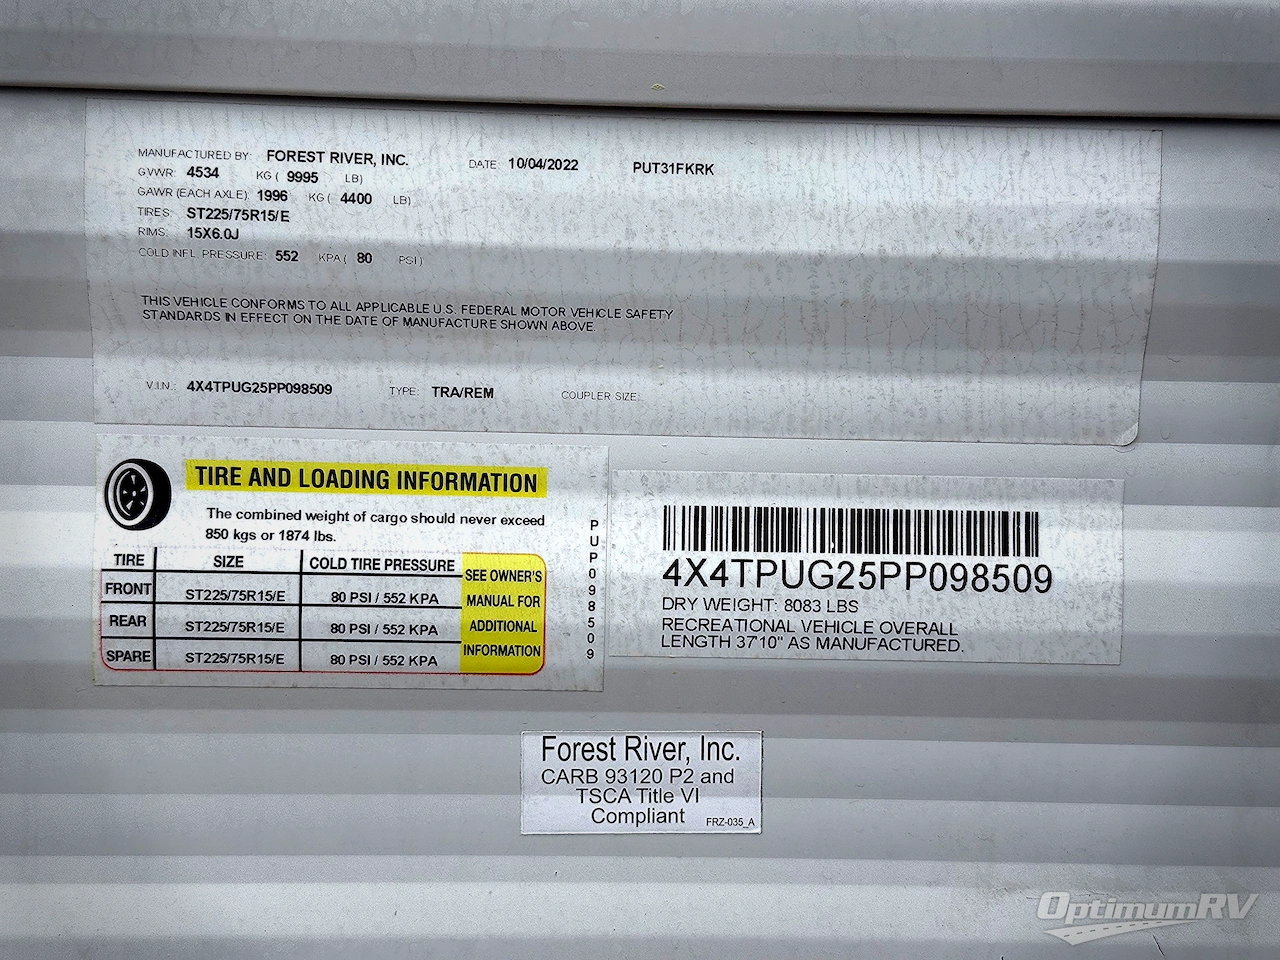 MANUFACTURED BY: FOREST RIVER, INC. DATE: 10/04/2022 PUT31FKRK
GVWR: 4534 KG ( 9995 LB)
GAWR (EACH AXLE): 1996 KG ( 4400 LB)
TIRES: ST225/75R15/E
RIMS: 15X6.0J
COLD INFL. PRESSURE: 552 KPA ( 80 PSI )
THIS VEHICLE CONFORMS TO ALL APPLICABLE U.S. FEDERAL MOTOR VEHICLE SAFETY
STANDARDS IN EFFECT ON THE DATE OF MANUFACTURE SHOWN ABOVE.
V.I.N.: 4X4TPUG25PP098509 TYPE: TRA/REM COUPLER SIZE:
TIRE AND LOADING INFORMATION
The combined weight of cargo should never exceed
850 kgs or 1874 lbs.
TIRE SIZE COLD TIRE PRESSURE
FRONT ST225/75R15/E 80 PSI / 552 KPA
REAR ST225/75R15/E 80 PSI / 552 KPA
SPARE ST225/75R15/E 80 PSI / 552 KPA
SEE OWNER'S
MANUAL FOR
ADDITIONAL
INFORMATION
PUP098509
4X4TPUG25PP098509
DRY WEIGHT: 8083 LBS
RECREATIONAL VEHICLE OVERALL
LENGTH 37'10" AS MANUFACTURED.
Forest River, Inc.
CARB 93120 P2 and
TSCA Title VI
Compliant FRZ-035_A
OptimumRV